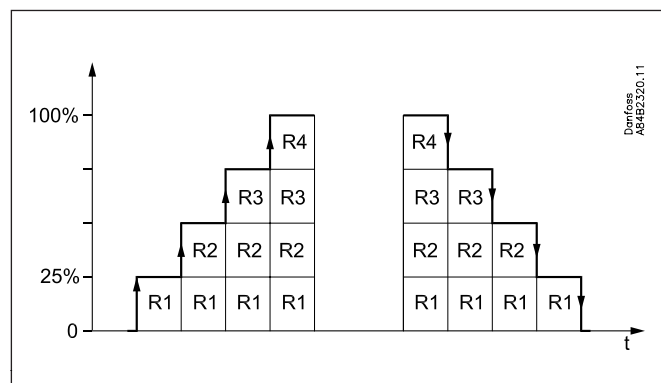 100%
R4 R4
R3 R3 R3 R3
R2 R2 R2 R2 R2 R2
25%
R1 R1 R1 R1 R1 R1 R1 R1
0
t
Danfoss
A84B2320.11